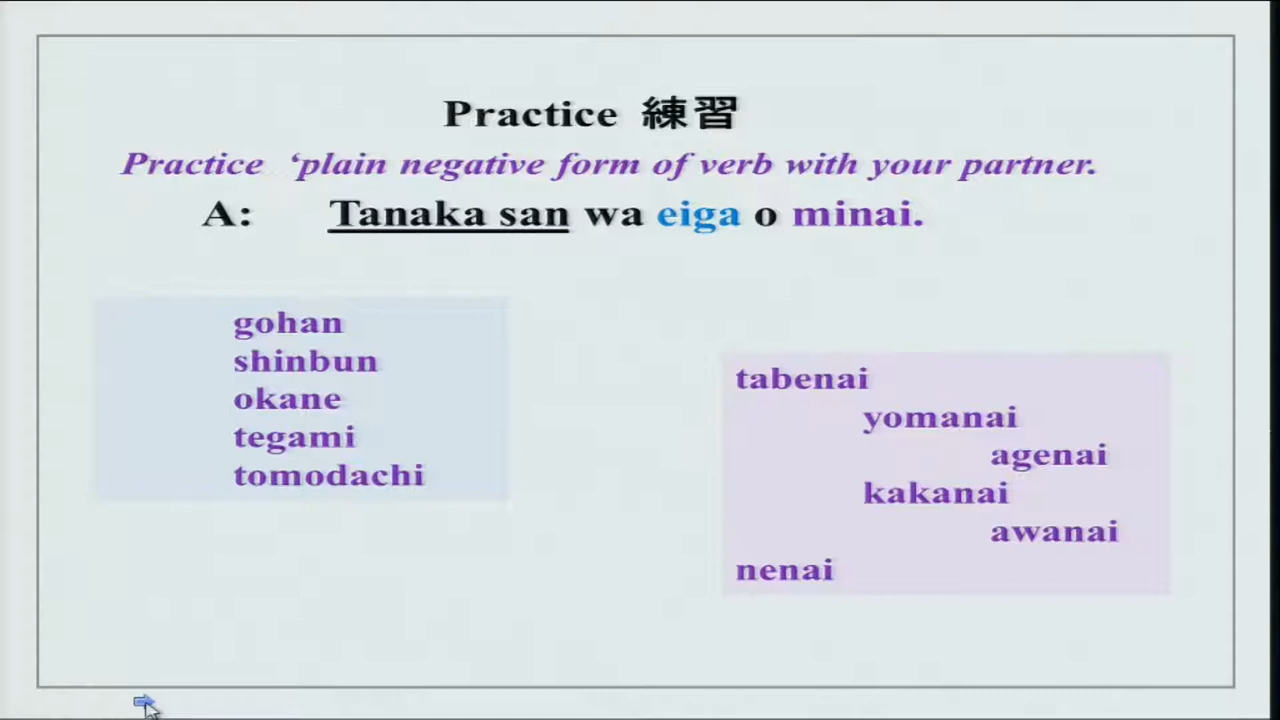 Practice 練習
Practice ‘plain negative form of verb with your partner.
A: Tanaka san wa eiga o minai.
gohan
shinbun
okane
tegami
tomodachi
tabenai
yomanai
agenai
kakanai
awanai
nenai